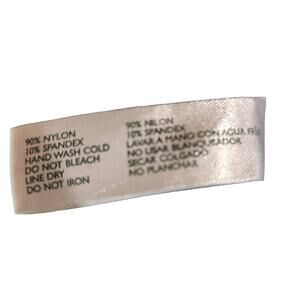 90% NYLON
10% SPANDEX
HAND WASH COLD
DO NOT BLEACH
LINE DRY
DO NOT IRON
90% NILON
10% SPANDEX
LAVAR A MANO CON AGUA FRÍA
NO USAR BLANQUEADOR
SECAR COLGADO
NO PLANCHAR